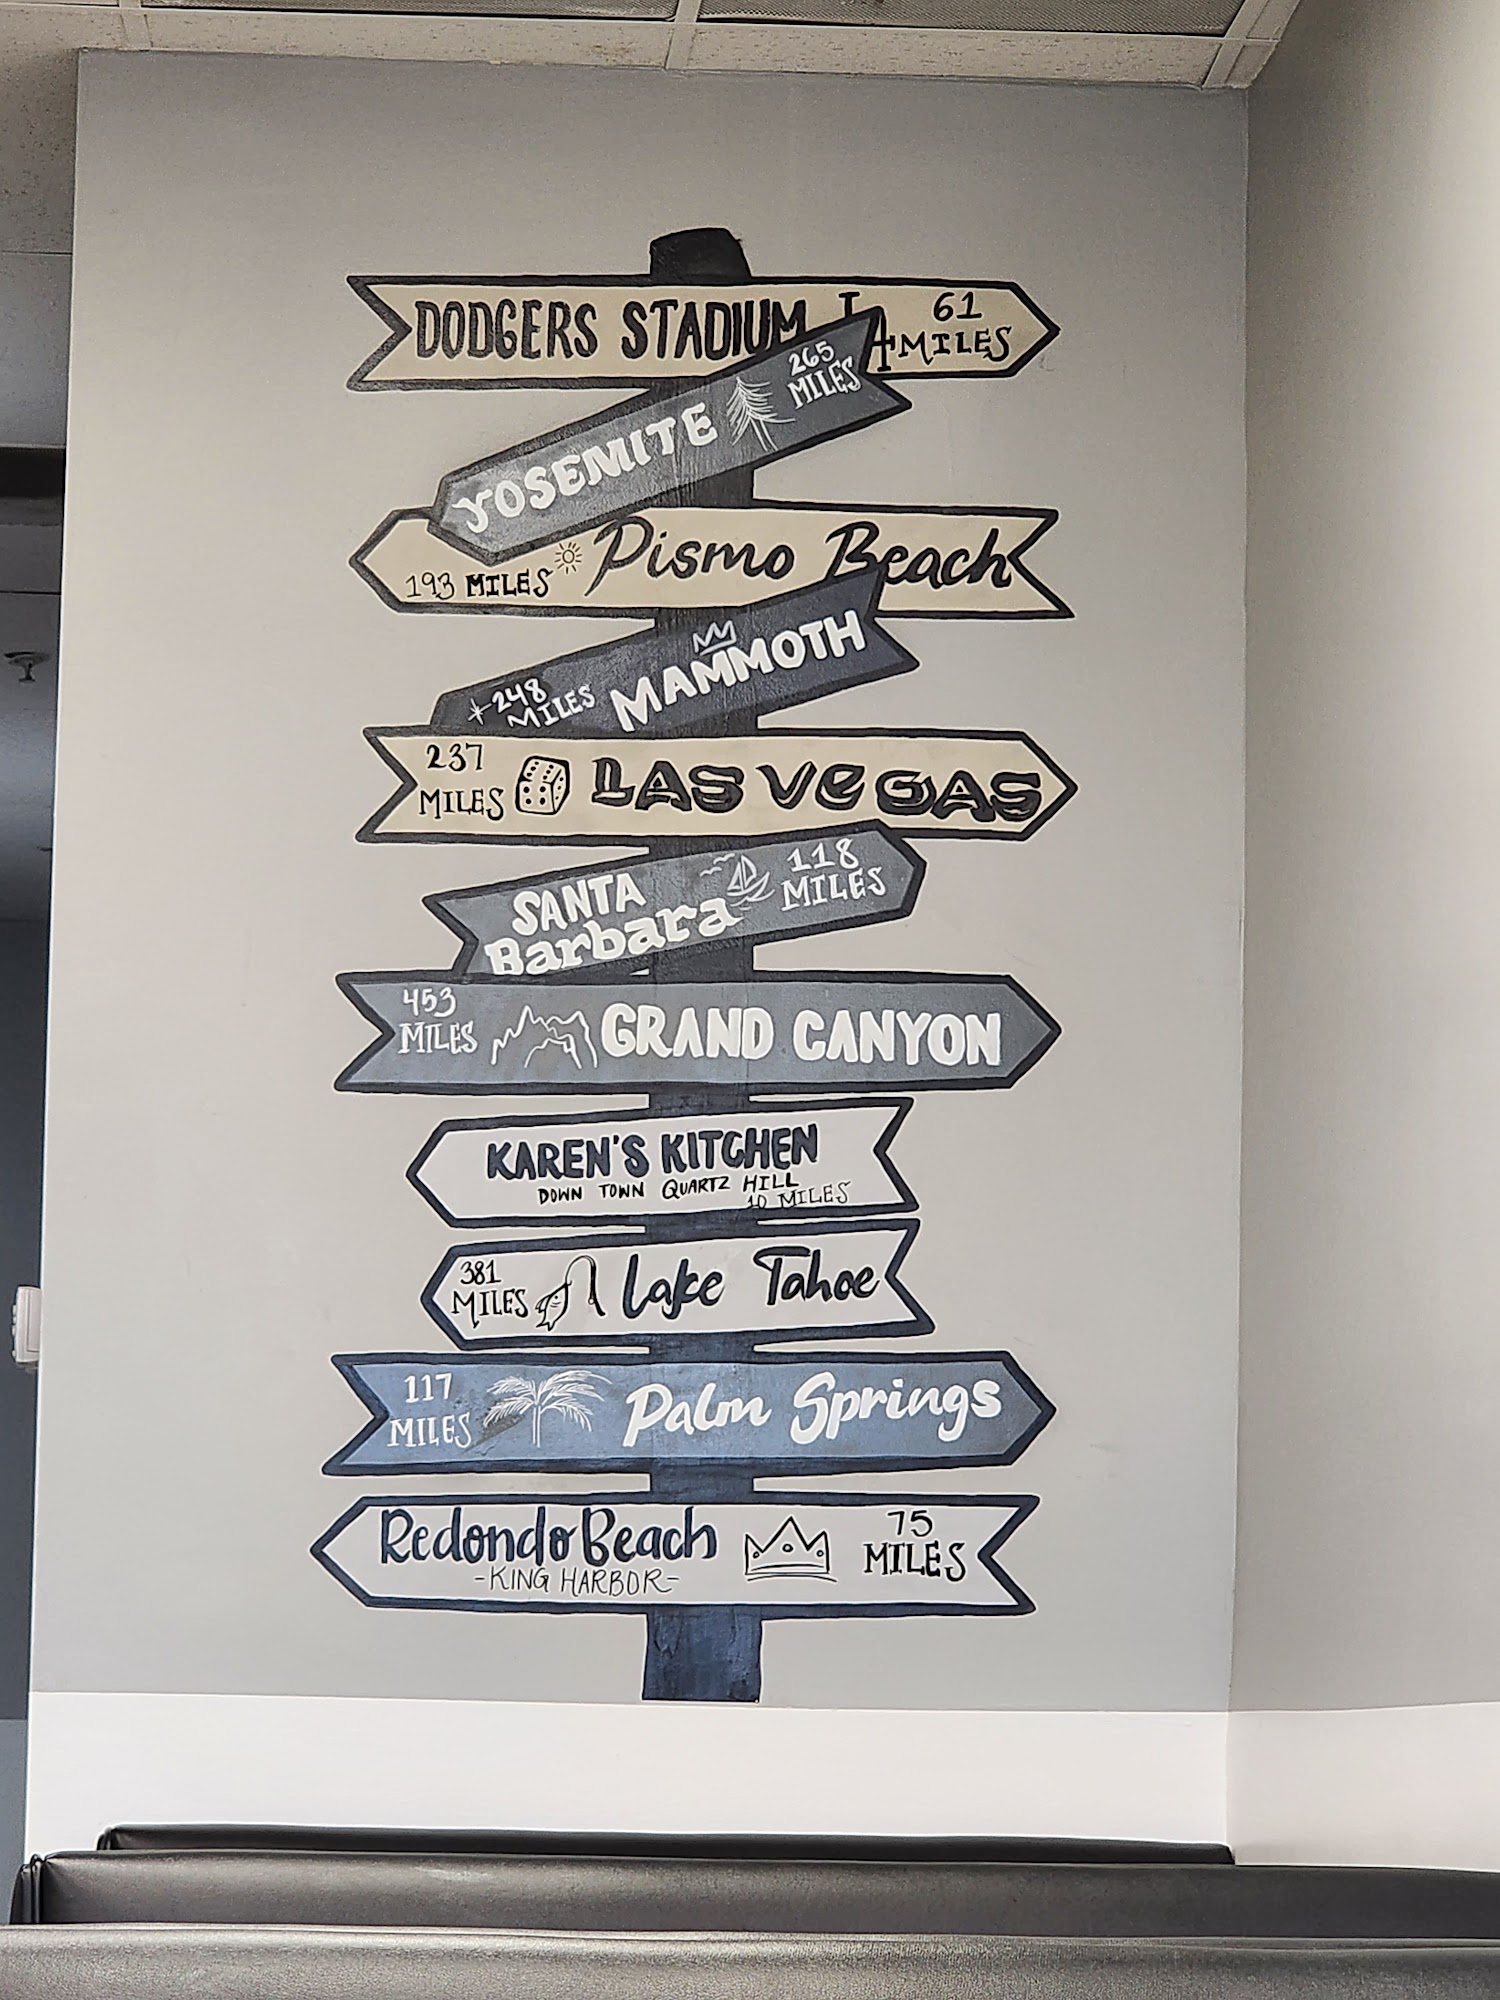 DODGERS STADIUM LA 61 MILES
YOSEMITE 265 MILES
193 MILES Pismo Beach
248 MILES MAMMOTH
237 MILES LAS VEGAS
SANTA Barbara 118 MILES
453 MILES GRAND CANYON
KAREN'S KITCHEN
DOWN TOWN QUARTZ HILL
10 MILES
381 MILES Lake Tahoe
117 MILES Palm Springs
Redondo Beach 75 MILES
-KING HARBOR-